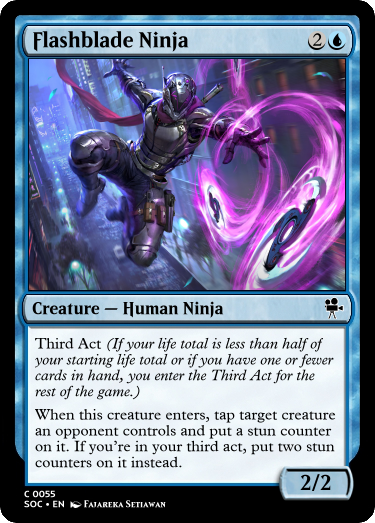 Flashblade Ninja 2
Creature — Human Ninja
Third Act (If your life total is less than half of
your starting life total or if you have one or fewer
cards in hand, you enter the Third Act for the
rest of the game.)
When this creature enters, tap target creature
an opponent controls and put a stun counter
on it. If you're in your third act, put two stun
counters on it instead.
2/2
C 0055
SOC • EN Fajareka Setiawan